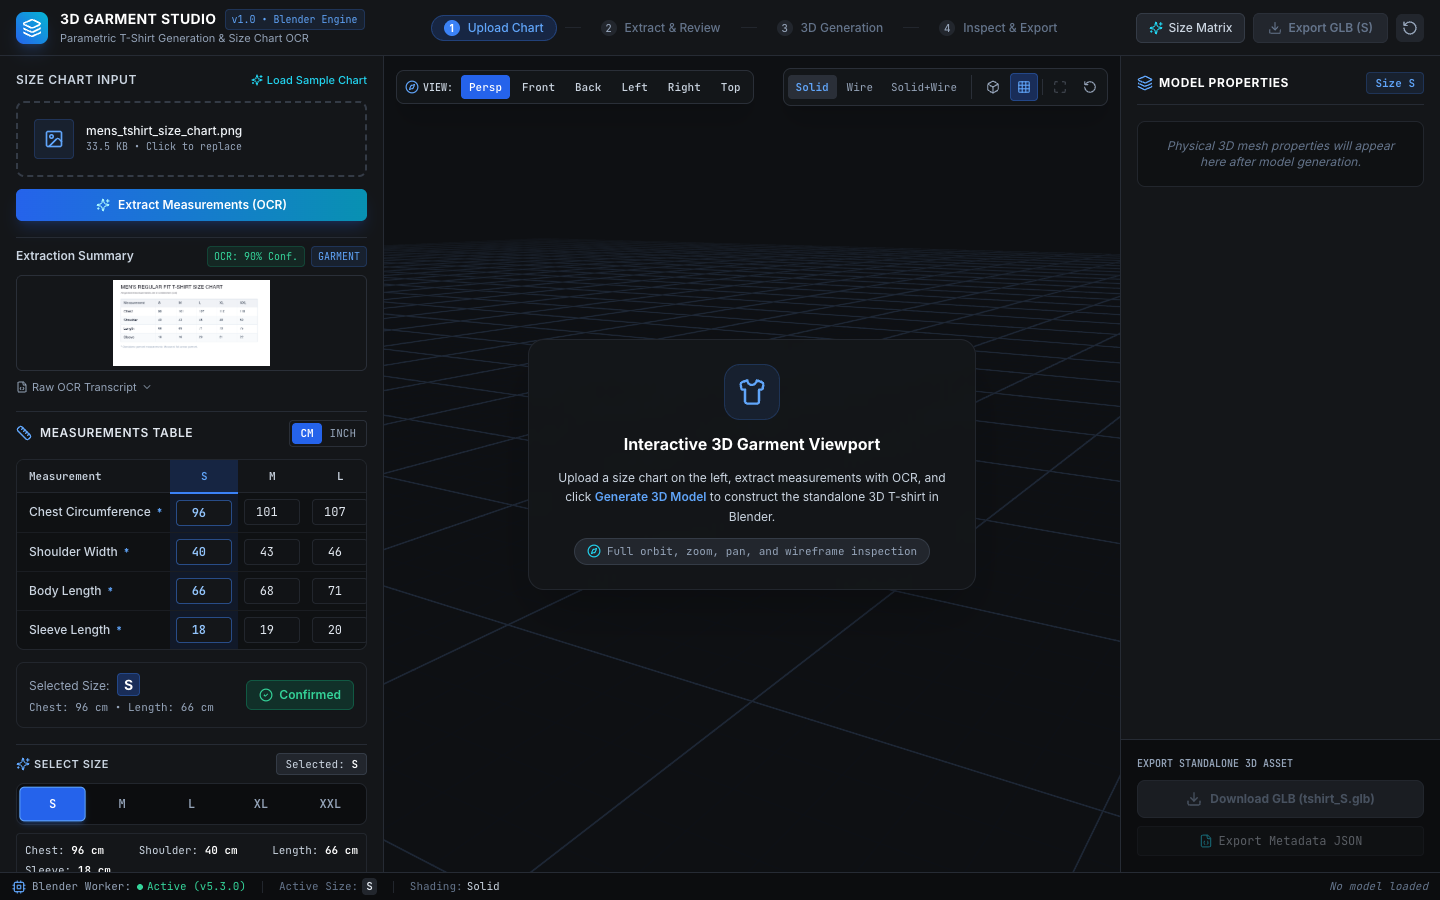 3D GARMENT STUDIO
v1.0 • Blender Engine
Parametric T-Shirt Generation & Size Chart OCR
1 Upload Chart
2 Extract & Review
3 3D Generation
4 Inspect & Export
Size Matrix
Export GLB (S)
SIZE CHART INPUT
Load Sample Chart
mens_tshirt_size_chart.png
33.5 KB • Click to replace
Extract Measurements (OCR)
Extraction Summary
OCR: 90% Conf.
GARMENT
MEN'S REGULAR FIT T-SHIRT SIZE CHART
Raw OCR Transcript
MEASUREMENTS TABLE
CM INCH
Measurement S M L
Chest Circumference * 96 101 107
Shoulder Width * 40 43 46
Body Length * 66 68 71
Sleeve Length * 18 19 20
Selected Size: S
Chest: 96 cm • Length: 66 cm
Confirmed
SELECT SIZE
Selected: S
S M L XL XXL
Chest: 96 cm Shoulder: 40 cm Length: 66 cm
Sleeve: 18 cm
VIEW: Persp Front Back Left Right Top
Solid Wire Solid+Wire
Interactive 3D Garment Viewport
Upload a size chart on the left, extract measurements with OCR, and
click Generate 3D Model to construct the standalone 3D T-shirt in
Blender.
Full orbit, zoom, pan, and wireframe inspection
MODEL PROPERTIES
Size S
Physical 3D mesh properties will appear
here after model generation.
EXPORT STANDALONE 3D ASSET
Download GLB (tshirt_S.glb)
Export Metadata JSON
Blender Worker: ● Active (v5.3.0)
Active Size: S
Shading: Solid
No model loaded